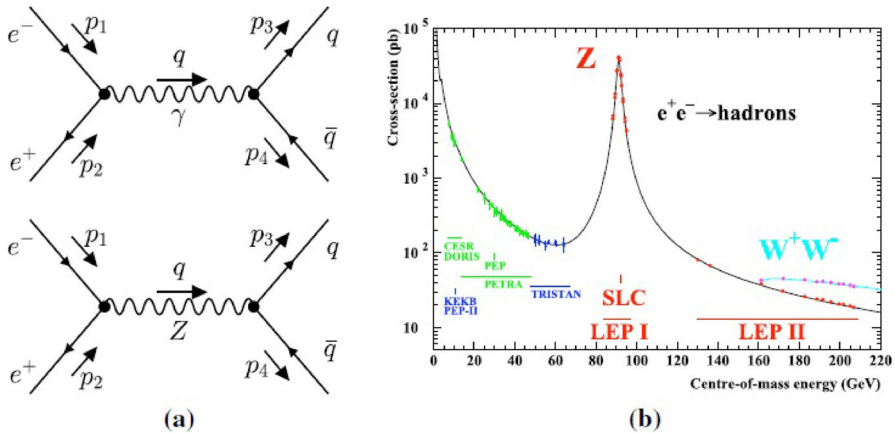 e⁻ p₁ p₃ q
q
γ
e⁺ p₂ p₄ q̅
e⁻ p₁ p₃ q
q
Z
e⁺ p₂ p₄ q̅
(a)
Cross-section (pb)
10⁵
10⁴
10³
10²
10
Z
e⁺e⁻→hadrons
CESR
DORIS
PEP
PETRA
KEKB
PEP-II
TRISTAN
SLC
LEP I
W⁺W⁻
LEP II
0 20 40 60 80 100 120 140 160 180 200 220
Centre-of-mass energy (GeV)
(b)